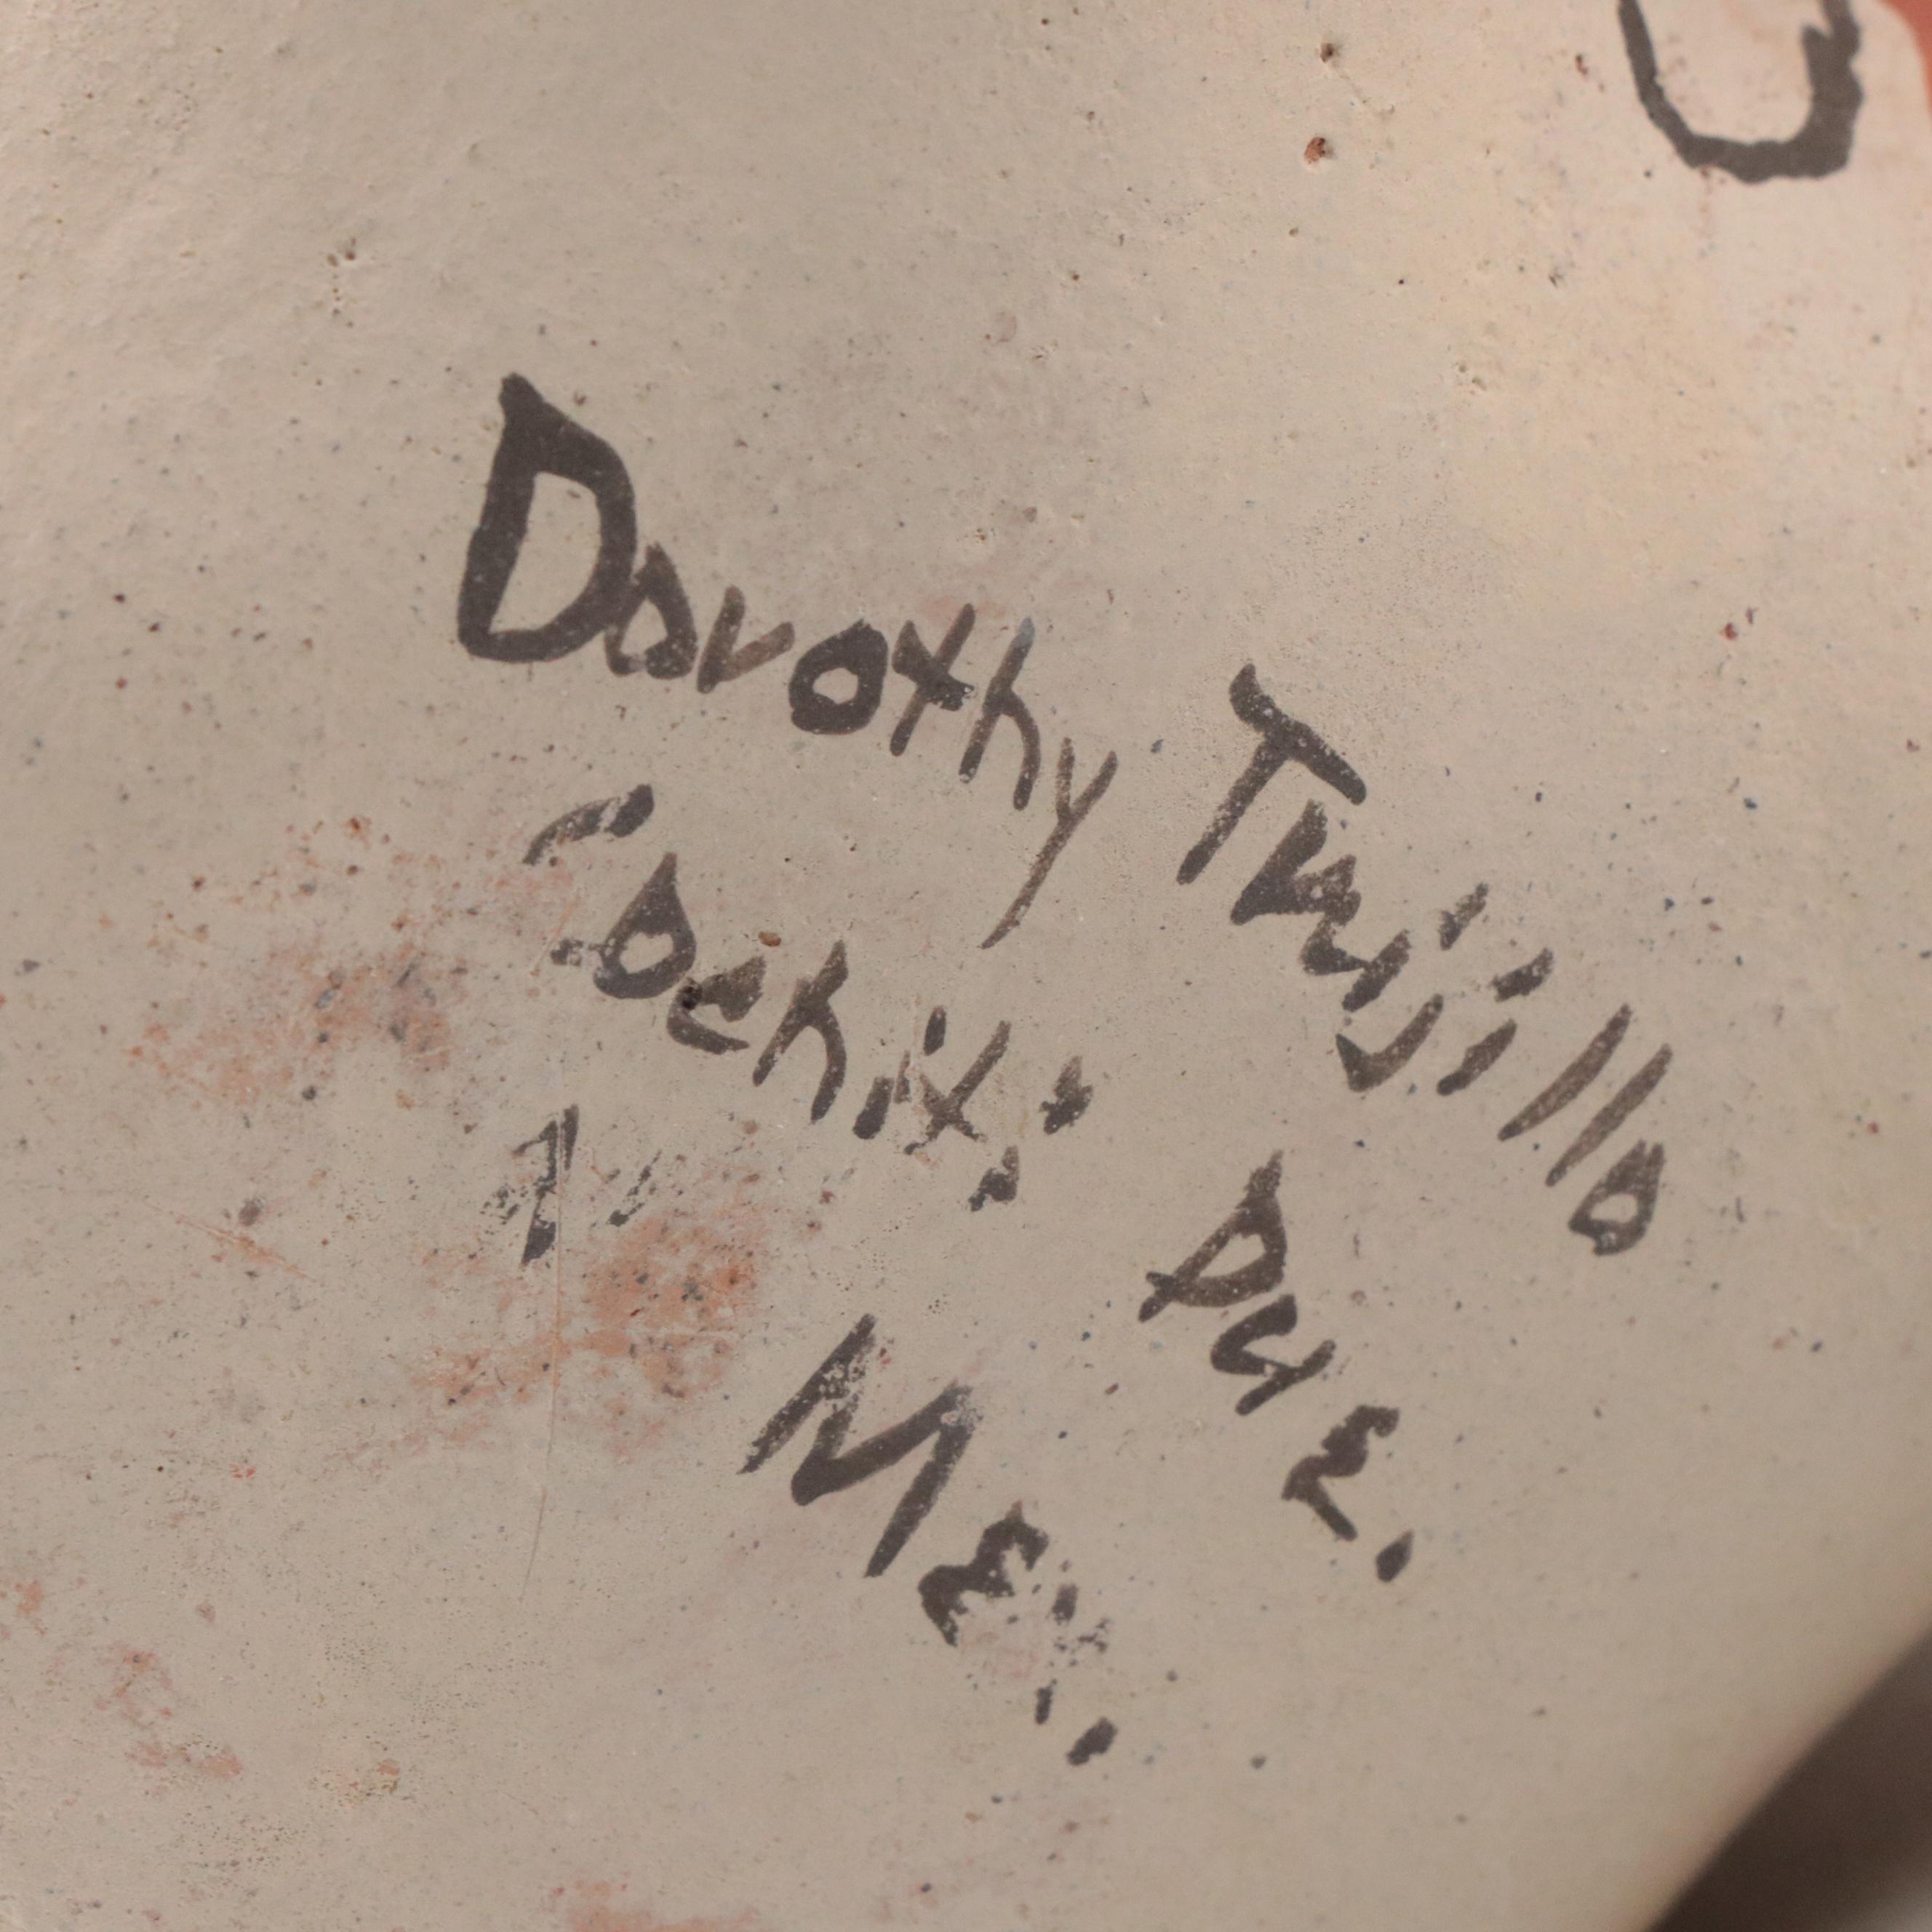 Dorothy Trujillo
Cochiti Pue.
N. Mex.